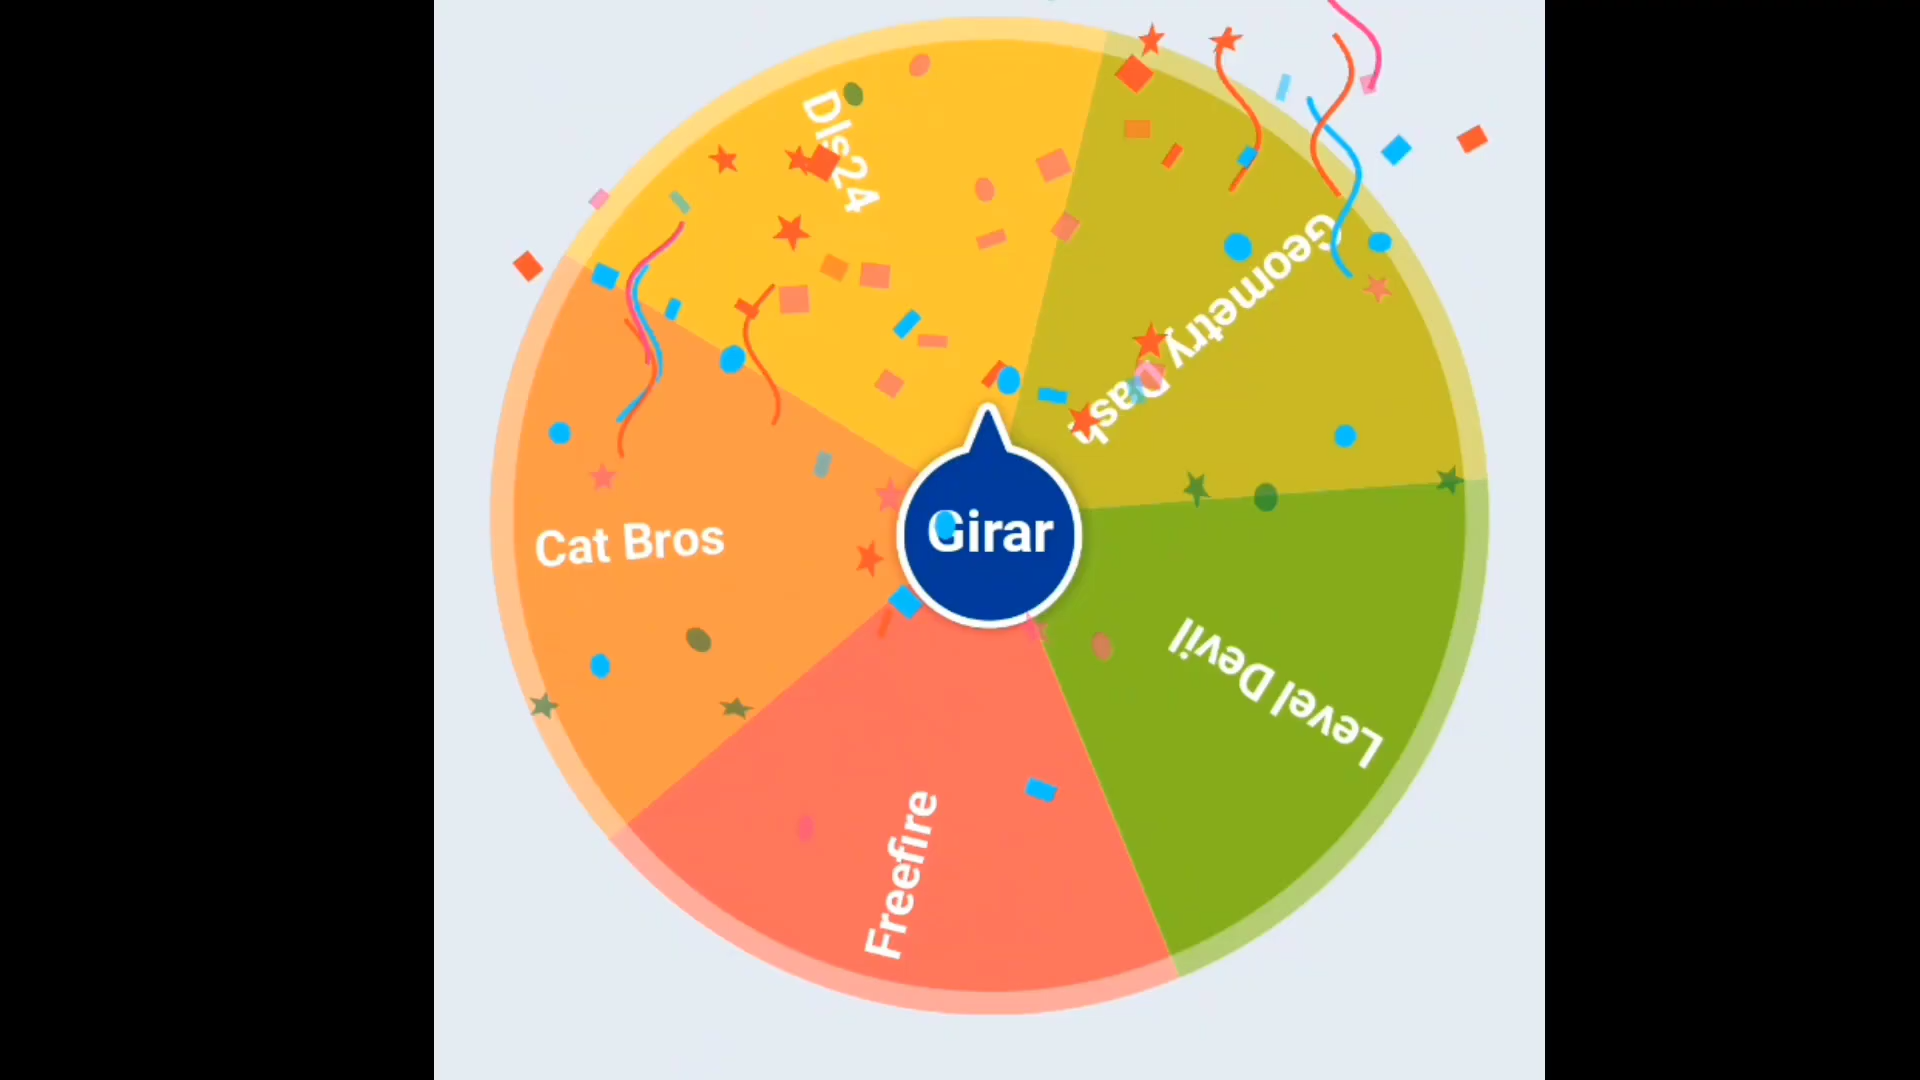 Dls24
Geometry Dash
Cat Bros
Girar
Level Devil
Freefire